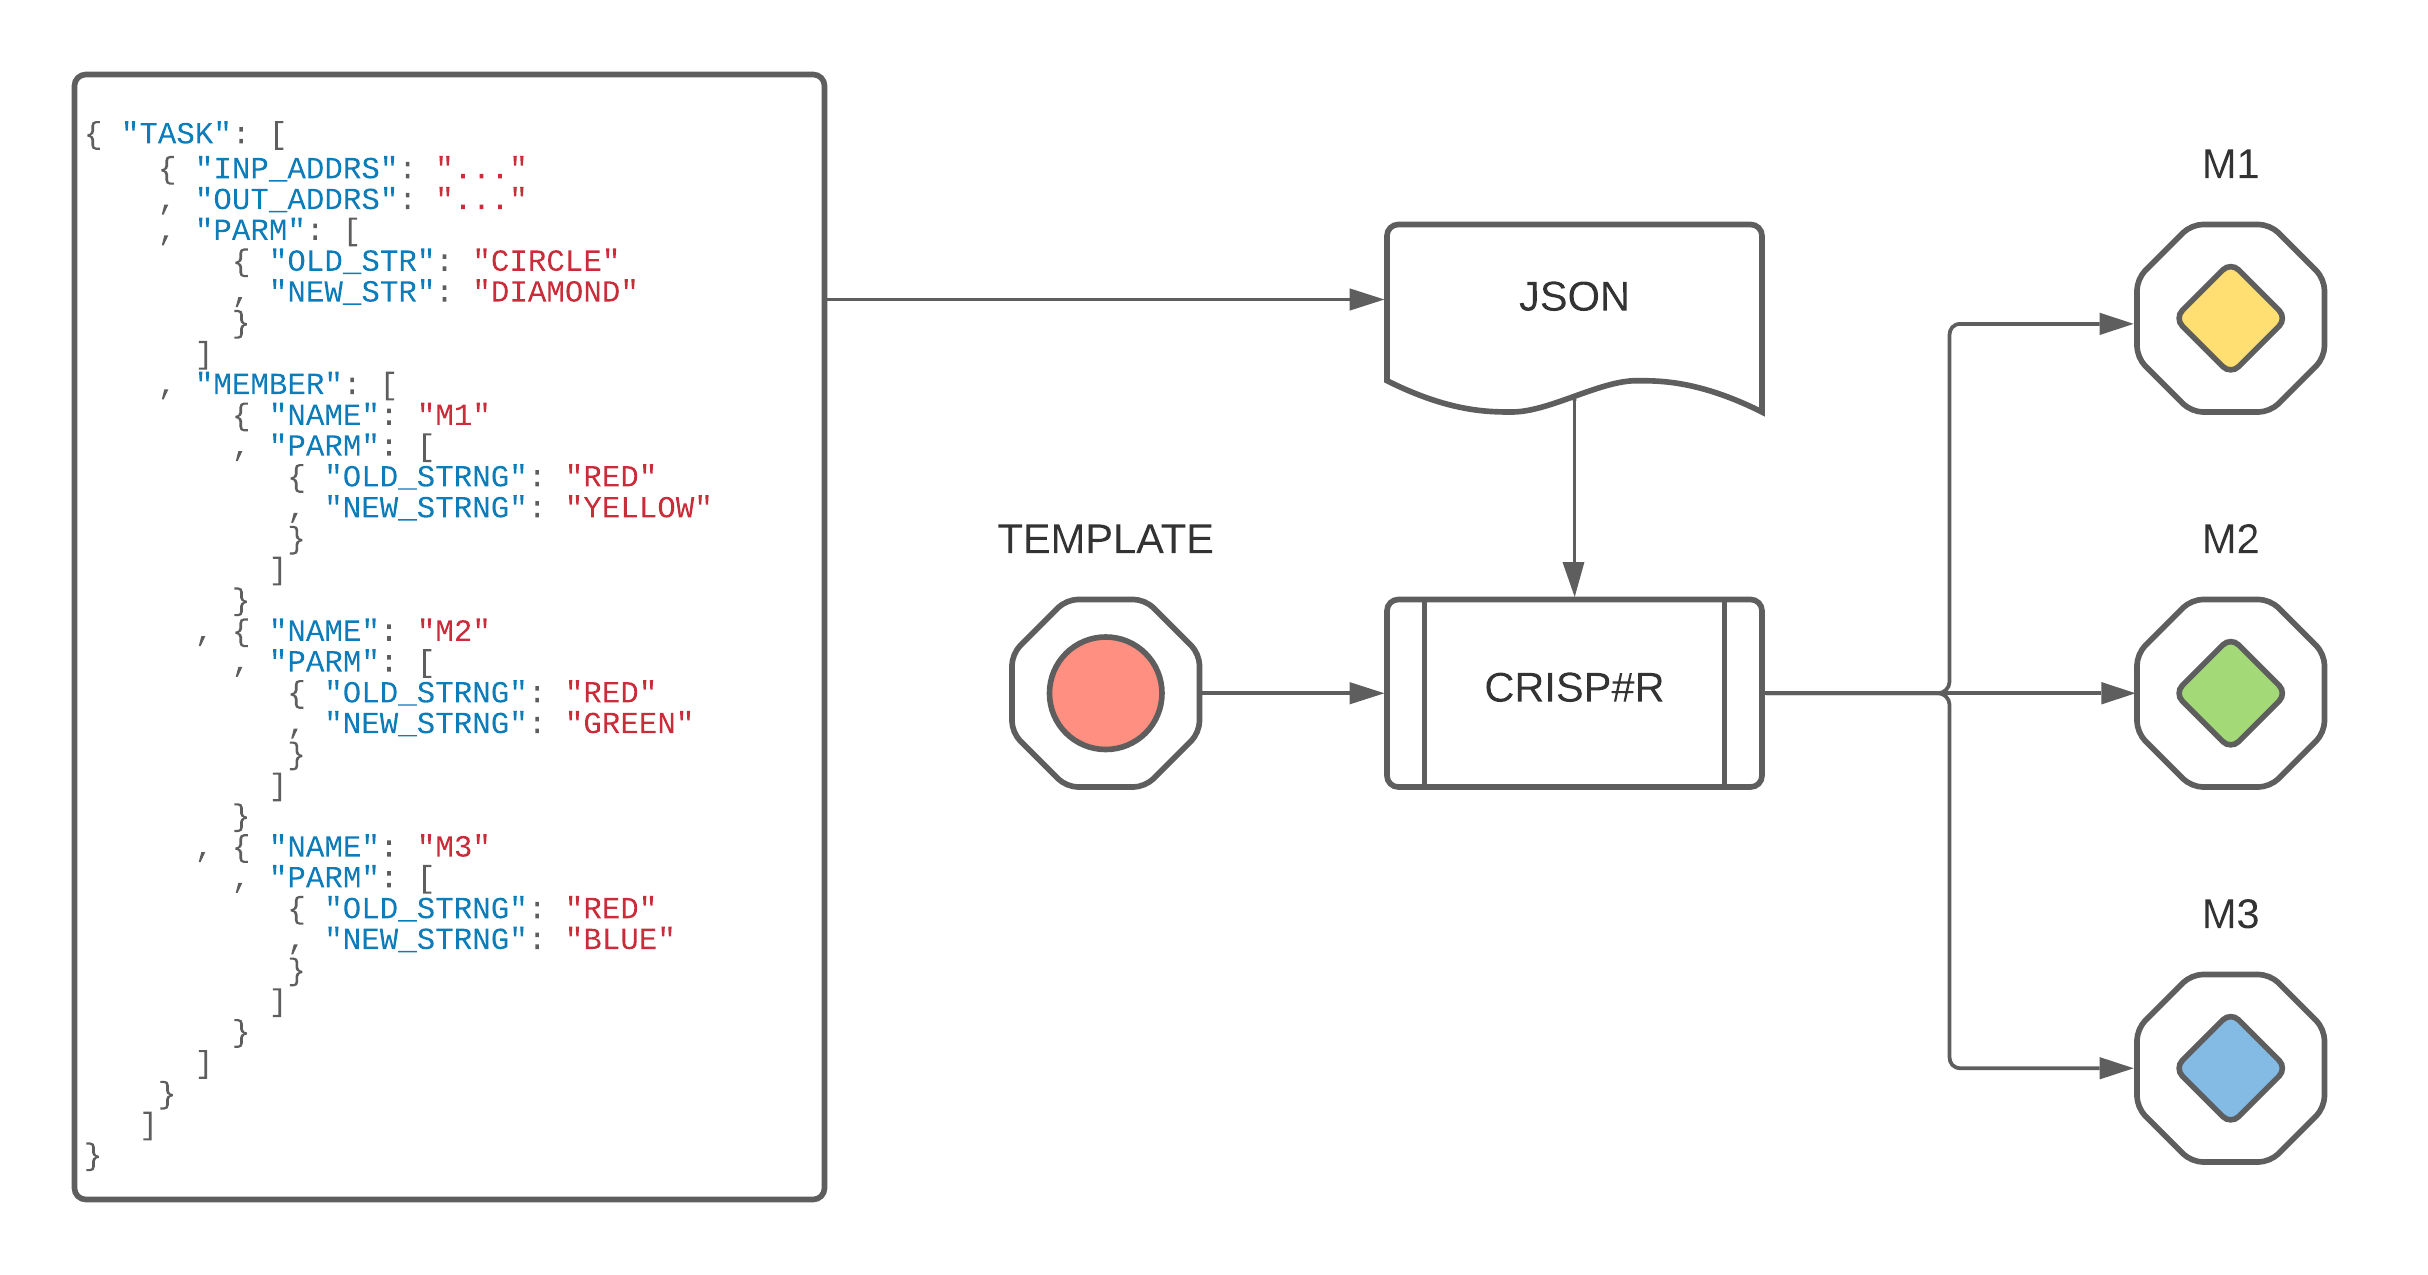 { "TASK": [
{ "INP_ADDRS": "..."
, "OUT_ADDRS": "..."
, "PARM": [
{ "OLD_STR": "CIRCLE"
, "NEW_STR": "DIAMOND"
}
]
, "MEMBER": [
{ "NAME": "M1"
, "PARM": [
{ "OLD_STRNG": "RED"
, "NEW_STRNG": "YELLOW"
}
]
}
, { "NAME": "M2"
, "PARM": [
{ "OLD_STRNG": "RED"
, "NEW_STRNG": "GREEN"
}
]
}
, { "NAME": "M3"
, "PARM": [
{ "OLD_STRNG": "RED"
, "NEW_STRNG": "BLUE"
}
]
}
]
}
]
}
JSON
TEMPLATE
CRISP#R
M1
M2
M3